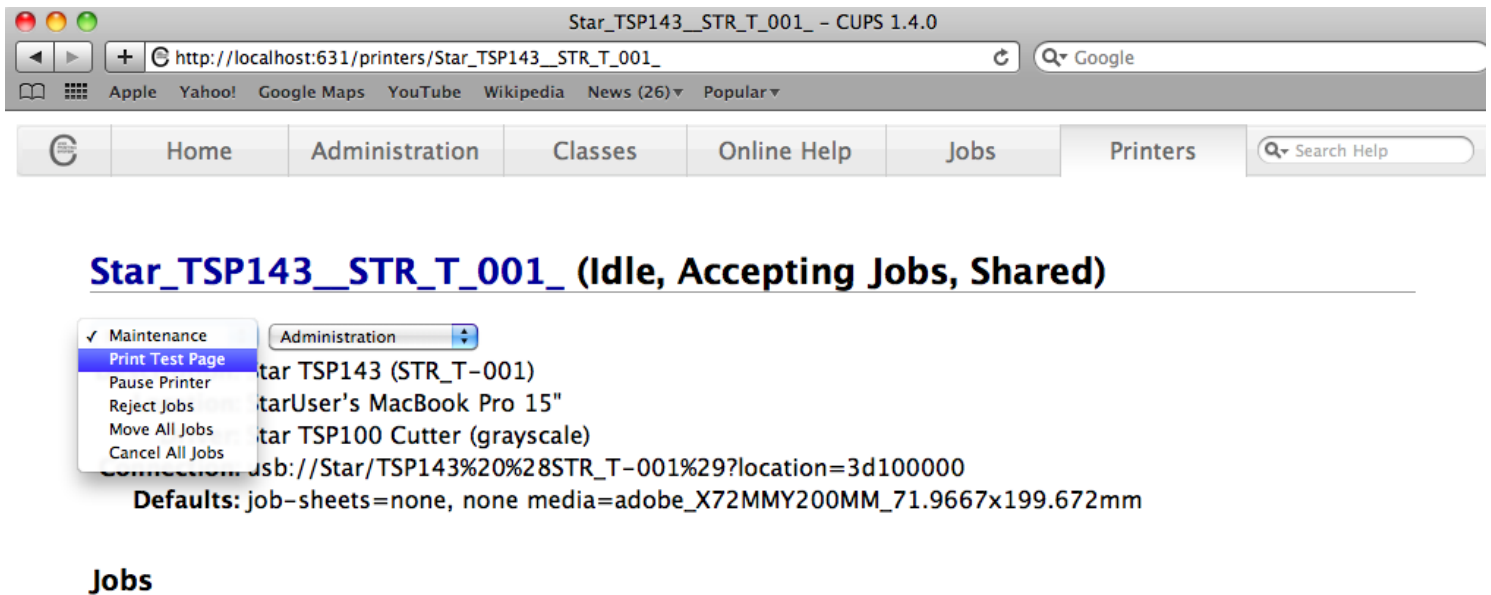 Star_TSP143__STR_T_001_ – CUPS 1.4.0
http://localhost:631/printers/Star_TSP143__STR_T_001_ Google
Apple Yahoo! Google Maps YouTube Wikipedia News (26) Popular
Home Administration Classes Online Help Jobs Printers Search Help
Star_TSP143__STR_T_001_ (Idle, Accepting Jobs, Shared)
✓ Maintenance Administration
Print Test Page
tar TSP143 (STR_T-001)
Pause Printer
Reject Jobs
StarUser's MacBook Pro 15"
Move All Jobs
tar TSP100 Cutter (grayscale)
Cancel All Jobs
Connection: usb://Star/TSP143%20%28STR_T-001%29?location=3d100000
Defaults: job-sheets=none, none media=adobe_X72MMY200MM_71.9667x199.672mm
Jobs